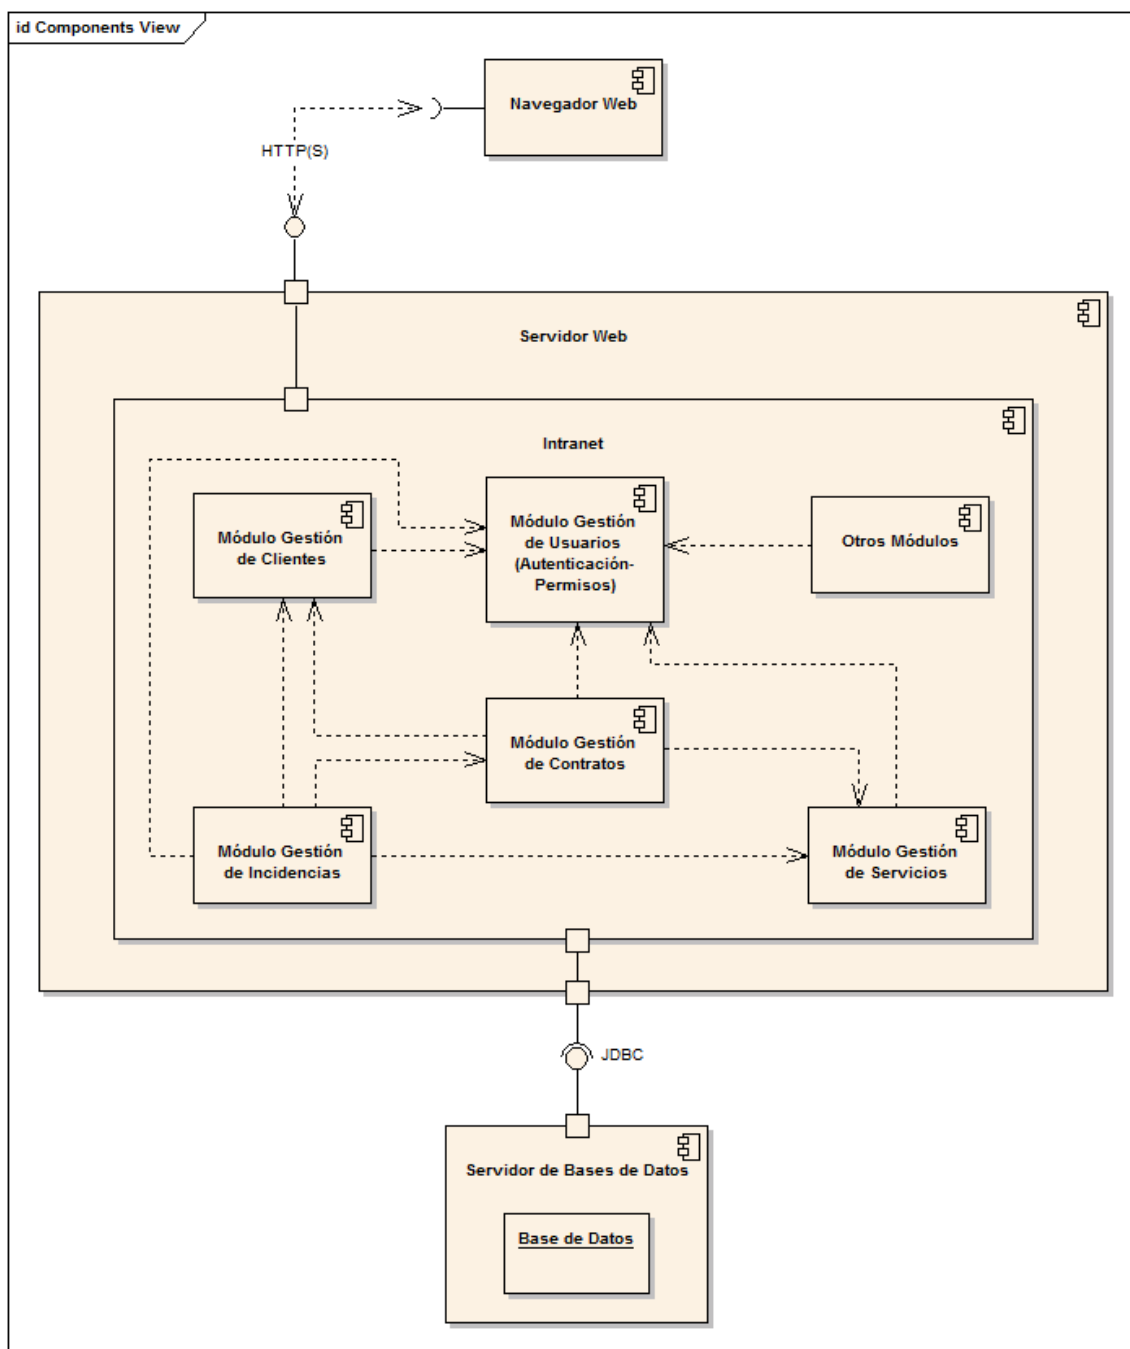 id Components View
Navegador Web
HTTP(S)
Servidor Web
Intranet
Módulo Gestión
de Clientes
Módulo Gestión
de Usuarios
(Autenticación-
Permisos)
Otros Módulos
Módulo Gestión
de Contratos
Módulo Gestión
de Incidencias
Módulo Gestión
de Servicios
JDBC
Servidor de Bases de Datos
Base de Datos